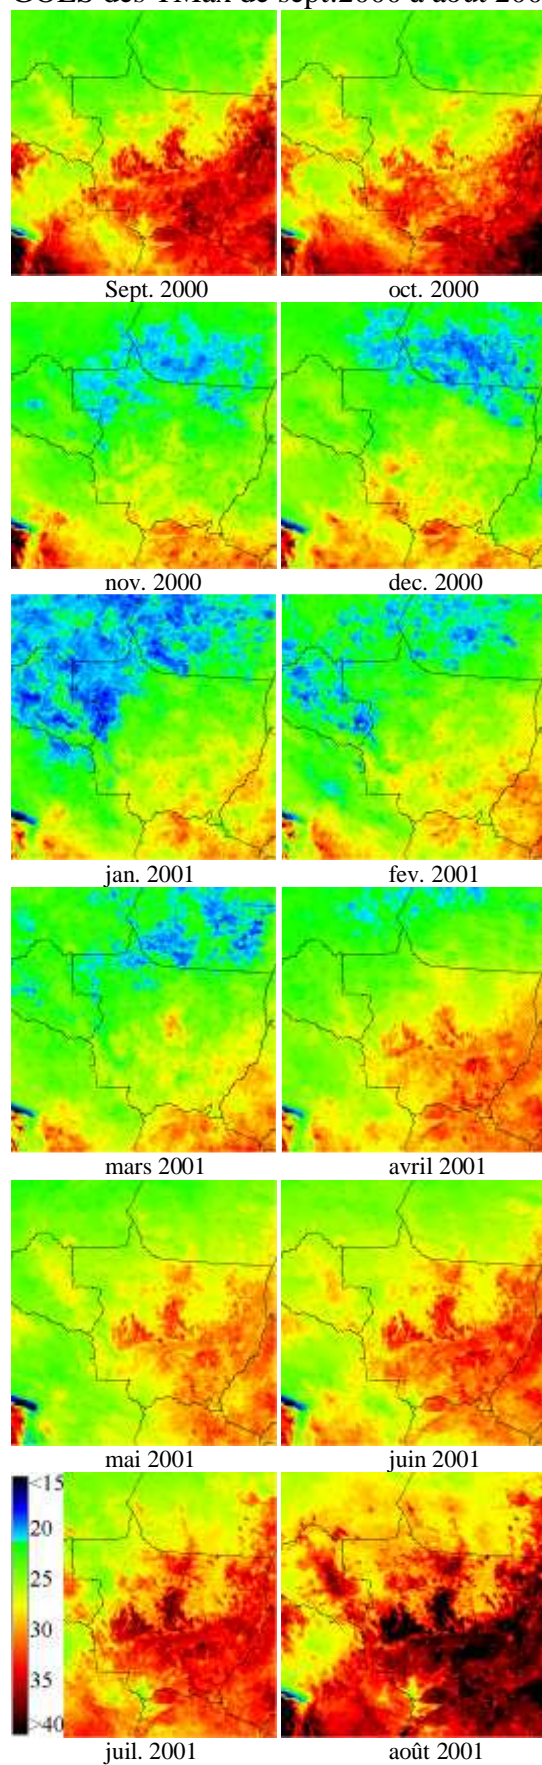 GOES des TMax de sept.2000 à août 200
Sept. 2000 oct. 2000
nov. 2000 dec. 2000
jan. 2001 fev. 2001
mars 2001 avril 2001
mai 2001 juin 2001
<15
20
25
30
35
>40
juil. 2001 août 2001